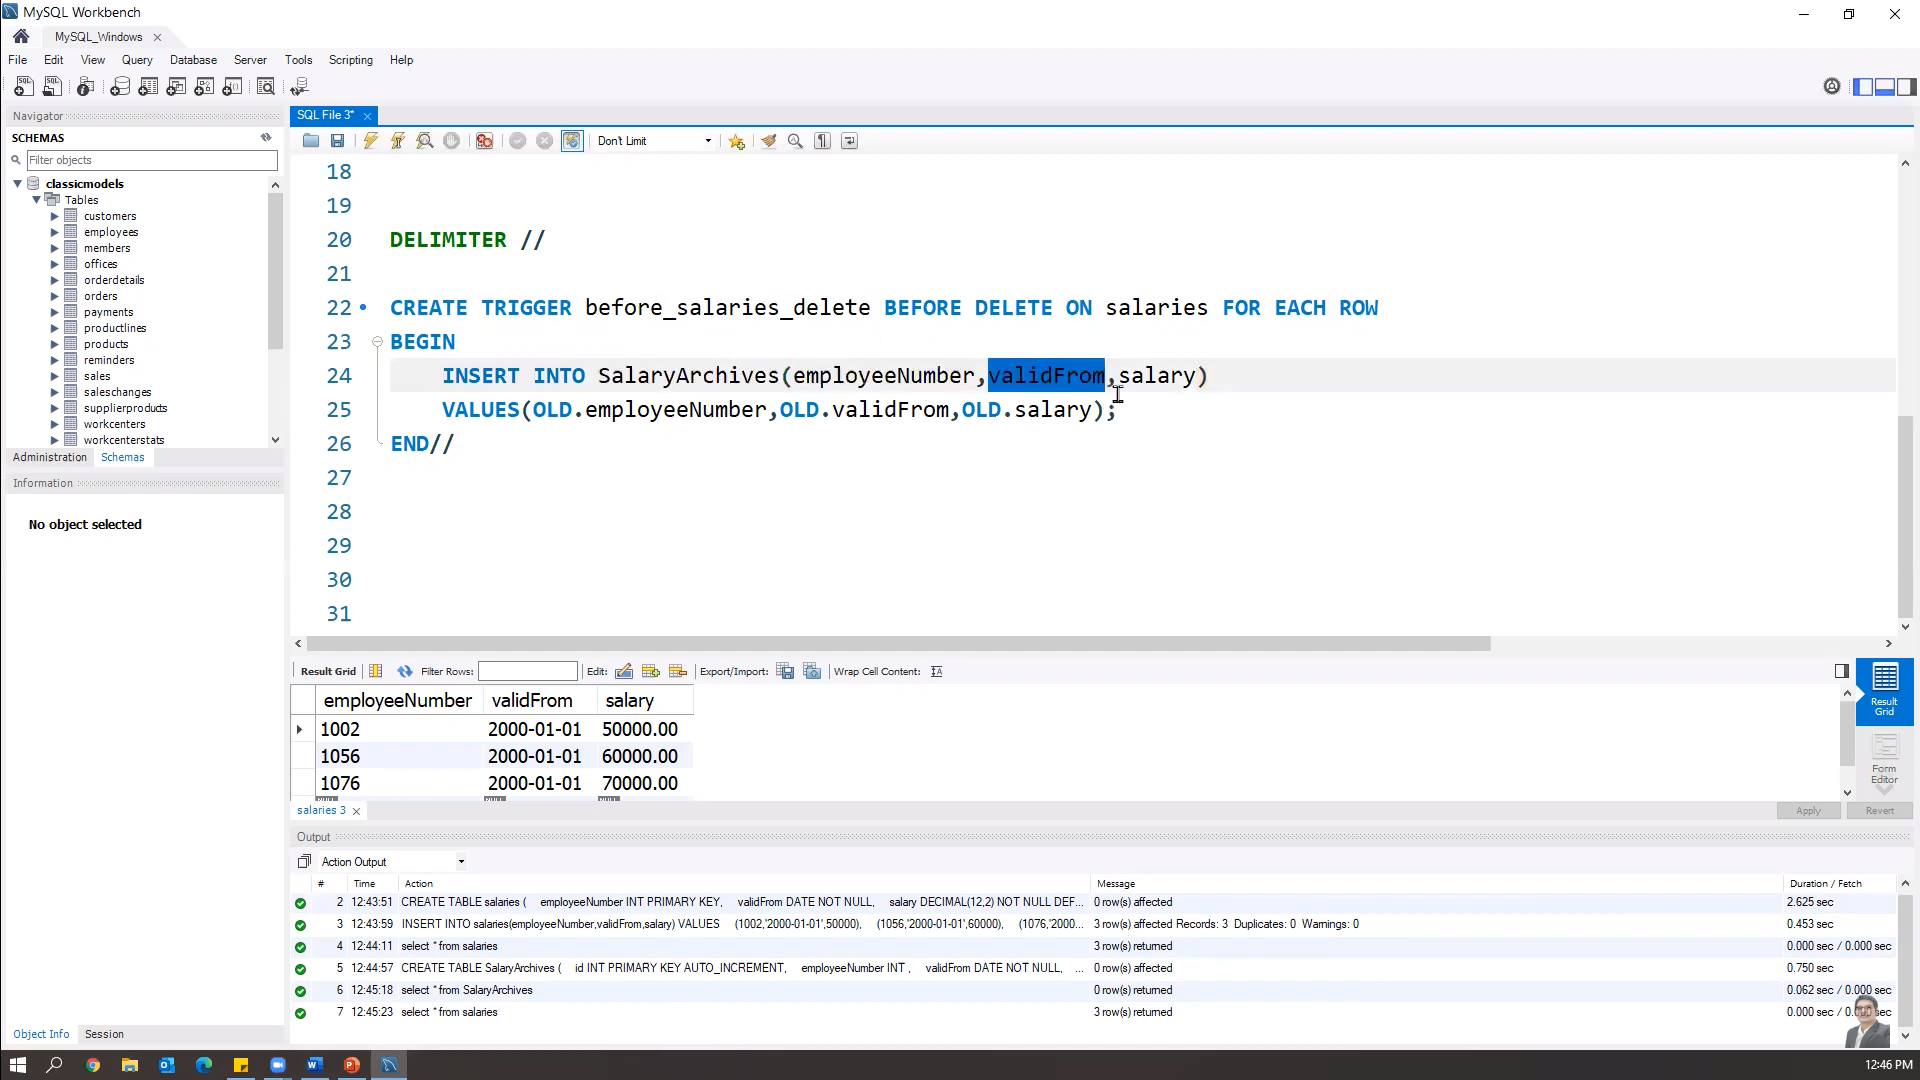 MySQL Workbench
MySQL_Windows
File Edit View Query Database Server Tools Scripting Help
Navigator
SCHEMAS
Filter objects
classicmodels
Tables
customers
employees
members
offices
orderdetails
orders
payments
productlines
products
reminders
sales
saleschanges
supplierproducts
workcenters
workcenterstats
Administration Schemas
Information
No object selected
Object Info Session
SQL File 3*
Don't Limit
18
19
20 DELIMITER //
21
22 CREATE TRIGGER before_salaries_delete BEFORE DELETE ON salaries FOR EACH ROW
23 BEGIN
24 INSERT INTO SalaryArchives(employeeNumber,validFrom,salary)
25 VALUES(OLD.employeeNumber,OLD.validFrom,OLD.salary);
26 END//
27
28
29
30
31
Result Grid Filter Rows: Edit: Export/Import: Wrap Cell Content:
employeeNumber validFrom salary
1002 2000-01-01 50000.00
1056 2000-01-01 60000.00
1076 2000-01-01 70000.00
Result Grid
Form Editor
salaries 3
Apply Revert
Output
Action Output
# Time Action Message Duration / Fetch
2 12:43:51 CREATE TABLE salaries ( employeeNumber INT PRIMARY KEY, validFrom DATE NOT NULL, salary DECIMAL(12,2) NOT NULL DEF... 0 row(s) affected 2.625 sec
3 12:43:59 INSERT INTO salaries(employeeNumber,validFrom,salary) VALUES (1002,'2000-01-01',50000), (1056,'2000-01-01',60000), (1076,'2000... 3 row(s) affected Records: 3 Duplicates: 0 Warnings: 0 0.453 sec
4 12:44:11 select * from salaries 3 row(s) returned 0.000 sec / 0.000 sec
5 12:44:57 CREATE TABLE SalaryArchives ( id INT PRIMARY KEY AUTO_INCREMENT, employeeNumber INT , validFrom DATE NOT NULL, ... 0 row(s) affected 0.750 sec
6 12:45:18 select * from SalaryArchives 0 row(s) returned 0.062 sec / 0.000 sec
7 12:45:23 select * from salaries 3 row(s) returned 0.000 sec /
12:46 PM